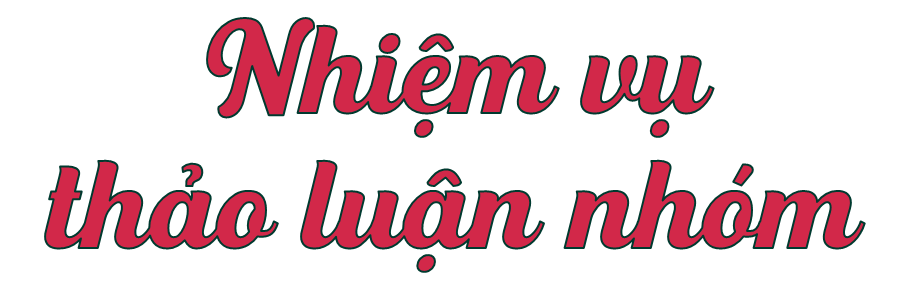 Nhiệm vụ
thảo luận nhóm